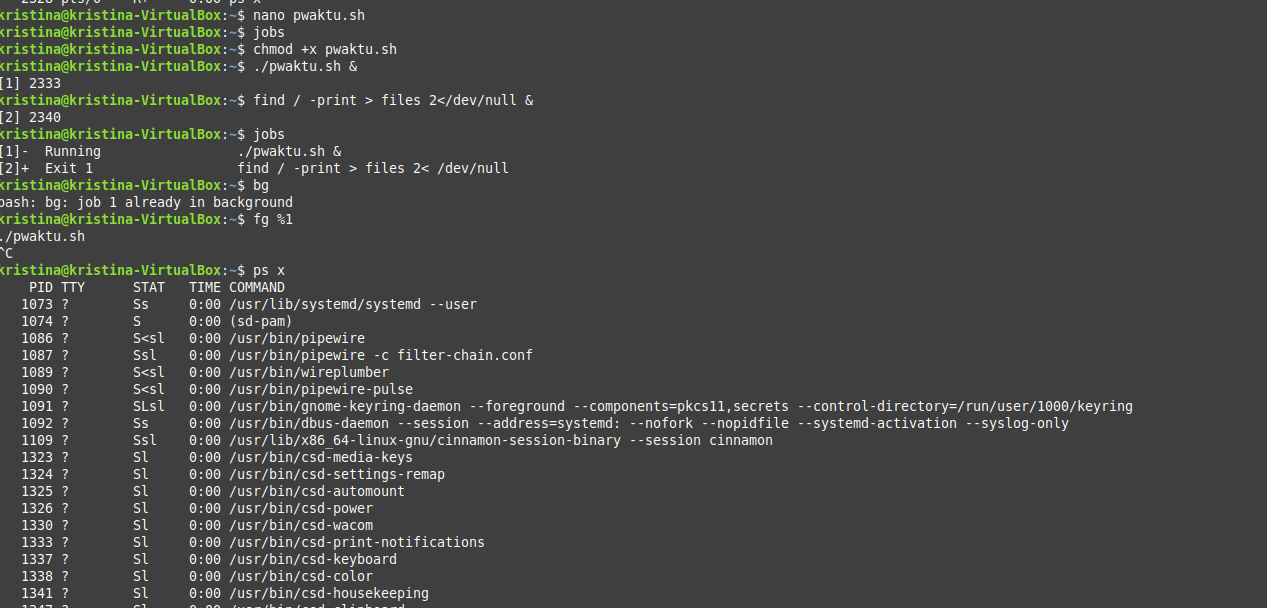 kristina@kristina-VirtualBox:~$ nano pwaktu.sh
kristina@kristina-VirtualBox:~$ jobs
kristina@kristina-VirtualBox:~$ chmod +x pwaktu.sh
kristina@kristina-VirtualBox:~$ ./pwaktu.sh &
[1] 2333
kristina@kristina-VirtualBox:~$ find / -print > files 2</dev/null &
[2] 2340
kristina@kristina-VirtualBox:~$ jobs
[1]-  Running                 ./pwaktu.sh &
[2]+  Exit 1                  find / -print > files 2< /dev/null
kristina@kristina-VirtualBox:~$ bg
bash: bg: job 1 already in background
kristina@kristina-VirtualBox:~$ fg %1
./pwaktu.sh
^C
kristina@kristina-VirtualBox:~$ ps x
    PID TTY      STAT   TIME COMMAND
   1073 ?        Ss     0:00 /usr/lib/systemd/systemd --user
   1074 ?        S      0:00 (sd-pam)
   1086 ?        S<sl   0:00 /usr/bin/pipewire
   1087 ?        Ssl    0:00 /usr/bin/pipewire -c filter-chain.conf
   1089 ?        S<sl   0:00 /usr/bin/wireplumber
   1090 ?        S<sl   0:00 /usr/bin/pipewire-pulse
   1091 ?        SLsl   0:00 /usr/bin/gnome-keyring-daemon --foreground --components=pkcs11,secrets --control-directory=/run/user/1000/keyring
   1092 ?        Ss     0:00 /usr/bin/dbus-daemon --session --address=systemd: --nofork --nopidfile --systemd-activation --syslog-only
   1109 ?        Ssl    0:00 /usr/lib/x86_64-linux-gnu/cinnamon-session-binary --session cinnamon
   1323 ?        Sl     0:00 /usr/bin/csd-media-keys
   1324 ?        Sl     0:00 /usr/bin/csd-settings-remap
   1325 ?        Sl     0:00 /usr/bin/csd-automount
   1326 ?        Sl     0:00 /usr/bin/csd-power
   1330 ?        Sl     0:00 /usr/bin/csd-wacom
   1333 ?        Sl     0:00 /usr/bin/csd-print-notifications
   1337 ?        Sl     0:00 /usr/bin/csd-keyboard
   1338 ?        Sl     0:00 /usr/bin/csd-color
   1341 ?        Sl     0:00 /usr/bin/csd-housekeeping